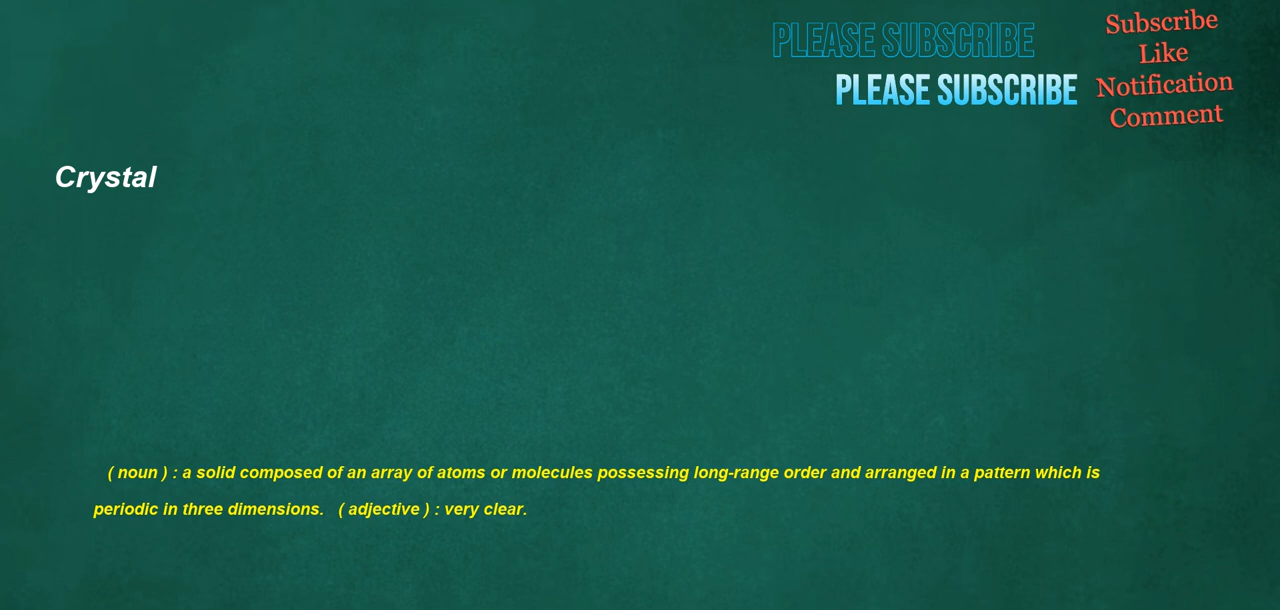 PLEASE SUBSCRIBE
PLEASE SUBSCRIBE
Subscribe
Like
Notification
Comment
Crystal
( noun ) : a solid composed of an array of atoms or molecules possessing long-range order and arranged in a pattern which is
periodic in three dimensions. ( adjective ) : very clear.